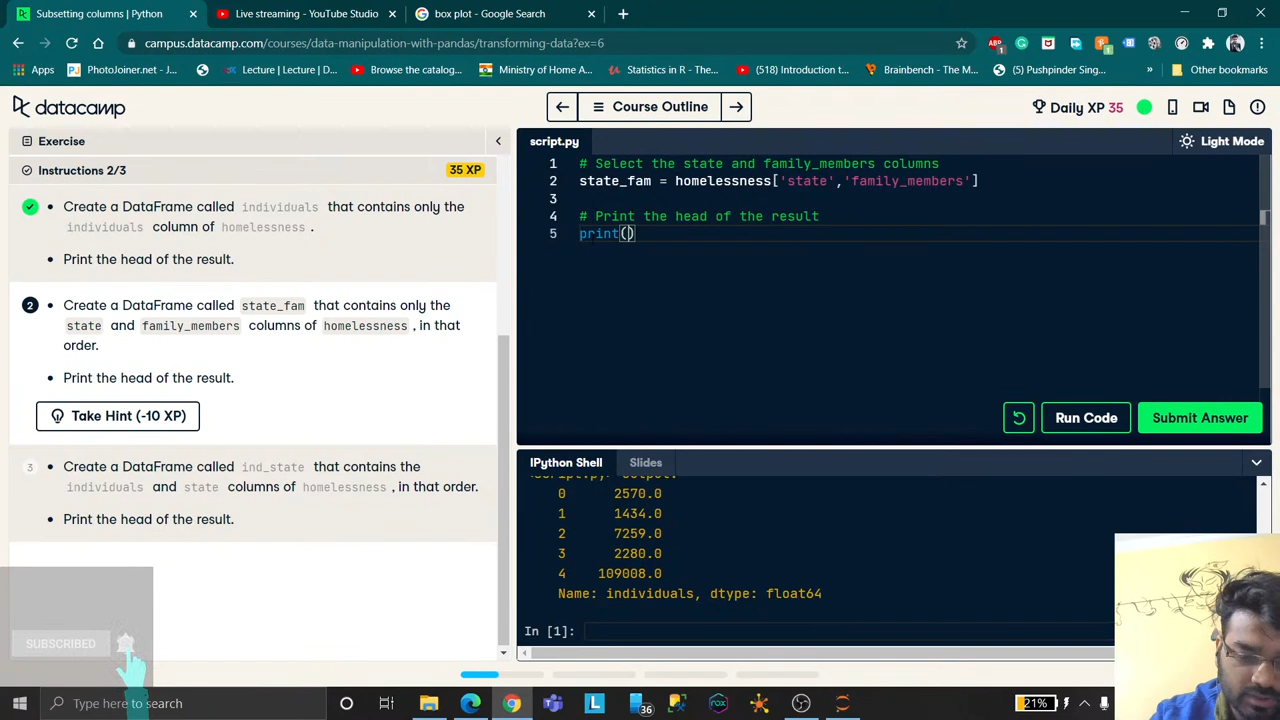 Subsetting columns | Python
Live streaming - YouTube Studio
box plot - Google Search
campus.datacamp.com/courses/data-manipulation-with-pandas/transforming-data?ex=6
Apps
PhotoJoiner.net - J...
Lecture | Lecture | D...
Browse the catalog...
Ministry of Home A...
Statistics in R - The...
(518) Introduction t...
Brainbench - The M...
(5) Pushpinder Sing...
»
Other bookmarks
datacamp
Course Outline
Daily XP 35
Exercise
script.py
Light Mode
Instructions 2/3
35 XP
• Create a DataFrame called individuals that contains only the
individuals column of homelessness .
• Print the head of the result.
2 • Create a DataFrame called state_fam that contains only the
state and family_members columns of homelessness , in that
order.
• Print the head of the result.
Take Hint (-10 XP)
3 • Create a DataFrame called ind_state that contains the
individuals and state columns of homelessness , in that order.
• Print the head of the result.
SUBSCRIBED
1 # Select the state and family_members columns
2 state_fam = homelessness['state','family_members']
3
4 # Print the head of the result
5 print()
Run Code
Submit Answer
IPython Shell
Slides
<script.py> output:
0 2570.0
1 1434.0
2 7259.0
3 2280.0
4 109008.0
Name: individuals, dtype: float64
In [1]:
Type here to search
36
21%